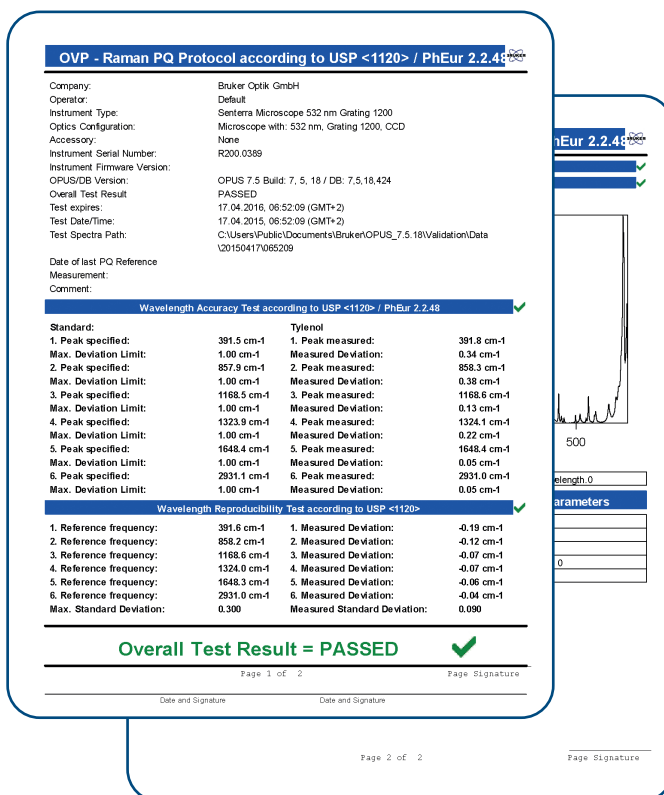 OVP - Raman PQ Protocol according to USP <1120> / PhEur 2.2.48
BRUKER
Company: Bruker Optik GmbH
Operator: Default
Instrument Type: Senterra Microscope 532 nm Grating 1200
Optics Configuration: Microscope with: 532 nm, Grating 1200, CCD
Accessory: None
Instrument Serial Number: R200.0389
Instrument Firmware Version:
OPUS/DB Version: OPUS 7.5 Build: 7, 5, 18 / DB: 7,5,18,424
Overall Test Result PASSED
Test expires: 17.04.2016, 06:52:09 (GMT+2)
Test Date/Time: 17.04.2015, 06:52:09 (GMT+2)
Test Spectra Path: C:\Users\Public\Documents\Bruker\OPUS_7.5.18\Validation\Data
\20150417\065209
Date of last PQ Reference
Measurement:
Comment:
Wavelength Accuracy Test according to USP <1120> / PhEur 2.2.48
Standard: Tylenol
1. Peak specified: 391.5 cm-1 1. Peak measured: 391.8 cm-1
Max. Deviation Limit: 1.00 cm-1 Measured Deviation: 0.34 cm-1
2. Peak specified: 857.9 cm-1 2. Peak measured: 858.3 cm-1
Max. Deviation Limit: 1.00 cm-1 Measured Deviation: 0.38 cm-1
3. Peak specified: 1168.5 cm-1 3. Peak measured: 1168.6 cm-1
Max. Deviation Limit: 1.00 cm-1 Measured Deviation: 0.13 cm-1
4. Peak specified: 1323.9 cm-1 4. Peak measured: 1324.1 cm-1
Max. Deviation Limit: 1.00 cm-1 Measured Deviation: 0.22 cm-1
5. Peak specified: 1648.4 cm-1 5. Peak measured: 1648.4 cm-1
Max. Deviation Limit: 1.00 cm-1 Measured Deviation: 0.05 cm-1
6. Peak specified: 2931.1 cm-1 6. Peak measured: 2931.0 cm-1
Max. Deviation Limit: 1.00 cm-1 Measured Deviation: 0.05 cm-1
Wavelength Reproducibility Test according to USP <1120>
1. Reference frequency: 391.6 cm-1 1. Measured Deviation: -0.19 cm-1
2. Reference frequency: 858.2 cm-1 2. Measured Deviation: -0.12 cm-1
3. Reference frequency: 1168.6 cm-1 3. Measured Deviation: -0.07 cm-1
4. Reference frequency: 1324.0 cm-1 4. Measured Deviation: -0.07 cm-1
5. Reference frequency: 1648.3 cm-1 5. Measured Deviation: -0.06 cm-1
6. Reference frequency: 2931.0 cm-1 6. Measured Deviation: -0.04 cm-1
Max. Standard Deviation: 0.300 Measured Standard Deviation: 0.090
Overall Test Result = PASSED
Page 1 of 2 Page Signature
Date and Signature Date and Signature
hEur 2.2.48
BRUKER
500
elength.0
arameters
0
Page 2 of 2 Page Signature